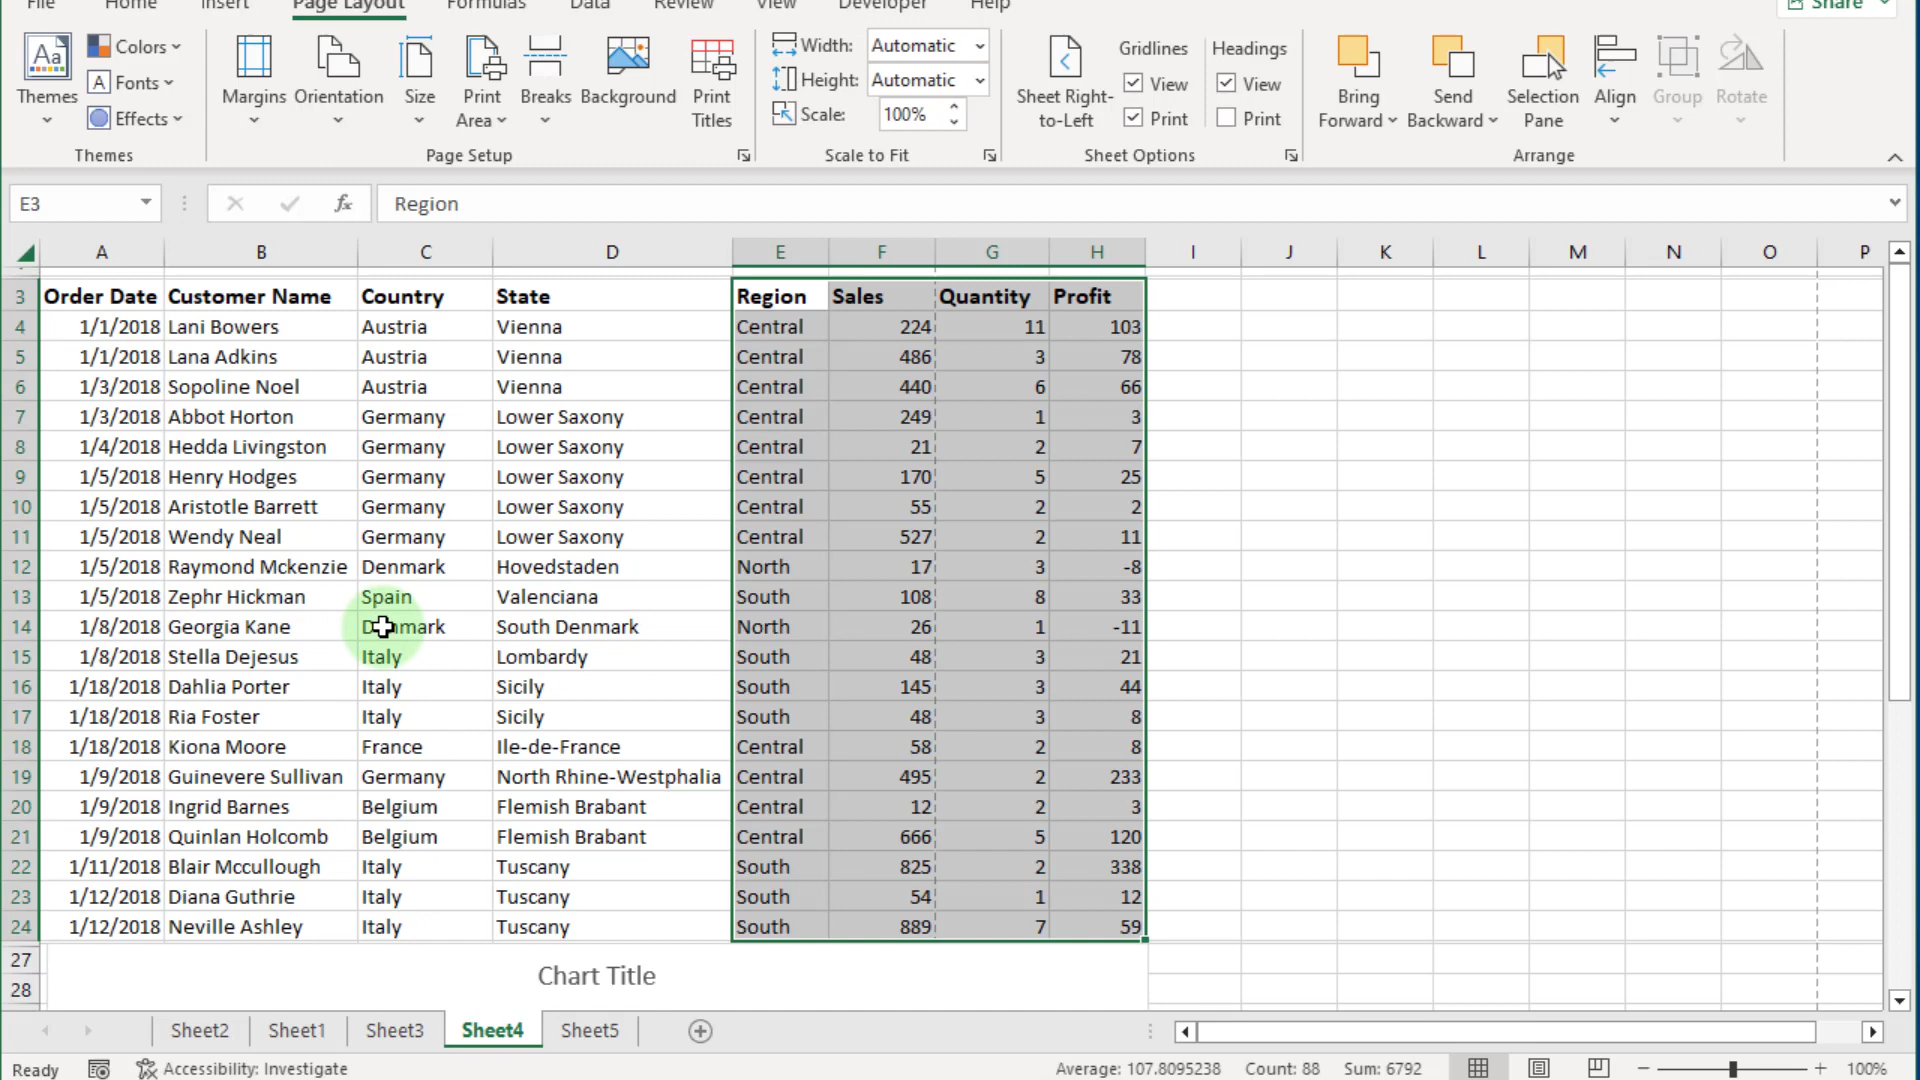 File Home Insert Page Layout Formulas Data Review View Developer Help Share
Aa Colors Width: Automatic Gridlines Headings
A Fonts Height: Automatic View View
Themes Effects Margins Orientation Size Print Area Breaks Background Print Titles Scale: 100% Sheet Right-to-Left Print Print Bring Forward Send Backward Selection Pane Align Group Rotate
Themes Page Setup Scale to Fit Sheet Options Arrange
E3 fx Region
A B C D E F G H I J K L M N O P
3 Order Date Customer Name Country State Region Sales Quantity Profit
4 1/1/2018 Lani Bowers Austria Vienna Central 224 11 103
5 1/1/2018 Lana Adkins Austria Vienna Central 486 3 78
6 1/3/2018 Sopoline Noel Austria Vienna Central 440 6 66
7 1/3/2018 Abbot Horton Germany Lower Saxony Central 249 1 3
8 1/4/2018 Hedda Livingston Germany Lower Saxony Central 21 2 7
9 1/5/2018 Henry Hodges Germany Lower Saxony Central 170 5 25
10 1/5/2018 Aristotle Barrett Germany Lower Saxony Central 55 2 2
11 1/5/2018 Wendy Neal Germany Lower Saxony Central 527 2 11
12 1/5/2018 Raymond Mckenzie Denmark Hovedstaden North 17 3 -8
13 1/5/2018 Zephr Hickman Spain Valenciana South 108 8 33
14 1/8/2018 Georgia Kane Denmark South Denmark North 26 1 -11
15 1/8/2018 Stella Dejesus Italy Lombardy South 48 3 21
16 1/18/2018 Dahlia Porter Italy Sicily South 145 3 44
17 1/18/2018 Ria Foster Italy Sicily South 48 3 8
18 1/18/2018 Kiona Moore France Ile-de-France Central 58 2 8
19 1/9/2018 Guinevere Sullivan Germany North Rhine-Westphalia Central 495 2 233
20 1/9/2018 Ingrid Barnes Belgium Flemish Brabant Central 12 2 3
21 1/9/2018 Quinlan Holcomb Belgium Flemish Brabant Central 666 5 120
22 1/11/2018 Blair Mccullough Italy Tuscany South 825 2 338
23 1/12/2018 Diana Guthrie Italy Tuscany South 54 1 12
24 1/12/2018 Neville Ashley Italy Tuscany South 889 7 59
27 Chart Title
28
Sheet2 Sheet1 Sheet3 Sheet4 Sheet5
Ready Accessibility: Investigate Average: 107.8095238 Count: 88 Sum: 6792 100%